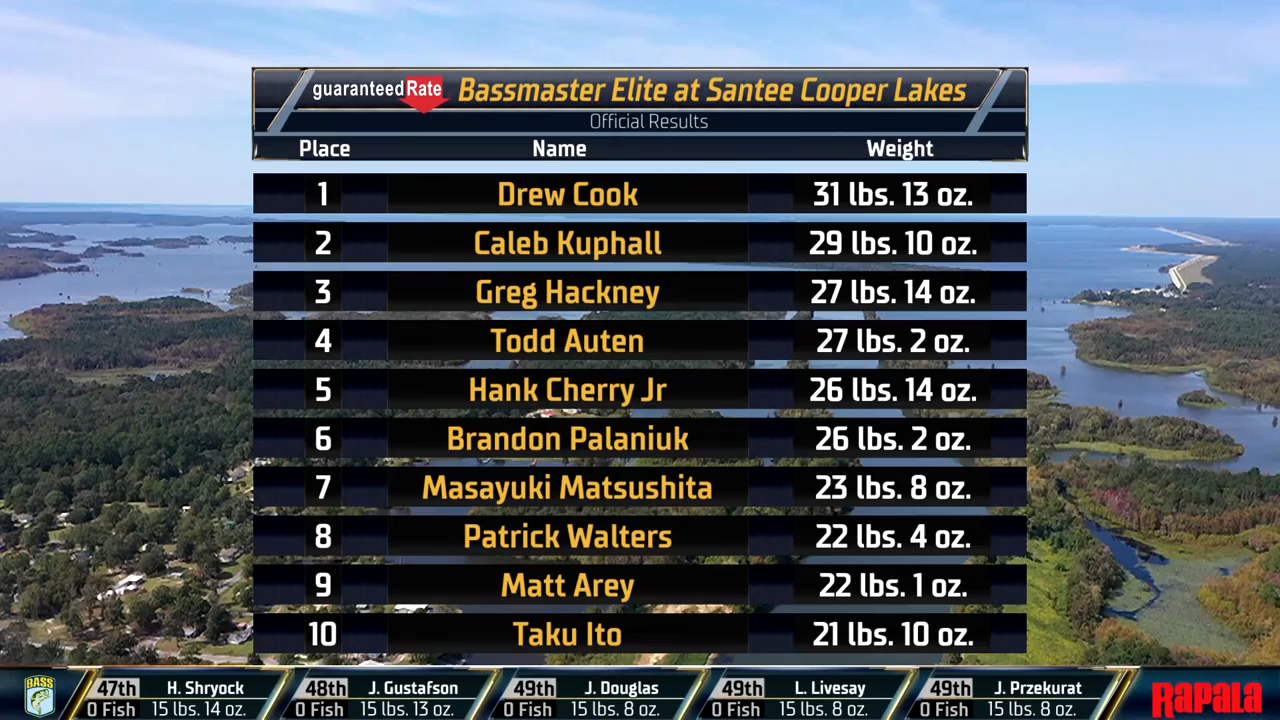 guaranteed Rate Bassmaster Elite at Santee Cooper Lakes
Official Results
Place Name Weight
1 Drew Cook 31 lbs. 13 oz.
2 Caleb Kuphall 29 lbs. 10 oz.
3 Greg Hackney 27 lbs. 14 oz.
4 Todd Auten 27 lbs. 2 oz.
5 Hank Cherry Jr 26 lbs. 14 oz.
6 Brandon Palaniuk 26 lbs. 2 oz.
7 Masayuki Matsushita 23 lbs. 8 oz.
8 Patrick Walters 22 lbs. 4 oz.
9 Matt Arey 22 lbs. 1 oz.
10 Taku Ito 21 lbs. 10 oz.
BASS 47th H. Shryock 48th J. Gustafson 49th J. Douglas 49th L. Livesay 49th J. Przekurat RAPALA
0 Fish 15 lbs. 14 oz. 0 Fish 15 lbs. 13 oz. 0 Fish 15 lbs. 8 oz. 0 Fish 15 lbs. 8 oz. 0 Fish 15 lbs. 8 oz.